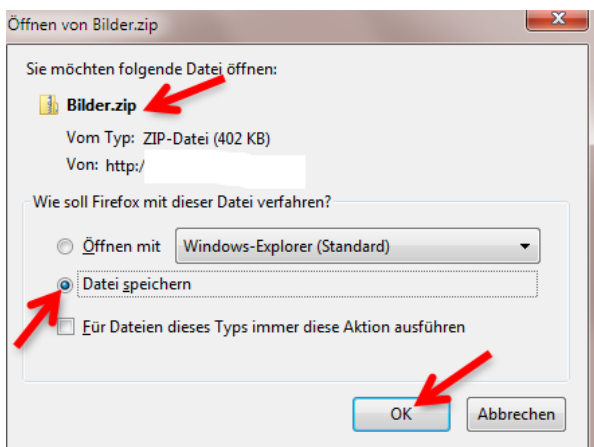 Öffnen von Bilder.zip
Sie möchten folgende Datei öffnen:
Bilder.zip
Vom Typ: ZIP-Datei (402 KB)
Von: http:/
Wie soll Firefox mit dieser Datei verfahren?
Öffnen mit Windows-Explorer (Standard)
Datei speichern
Für Dateien dieses Typs immer diese Aktion ausführen
OK Abbrechen